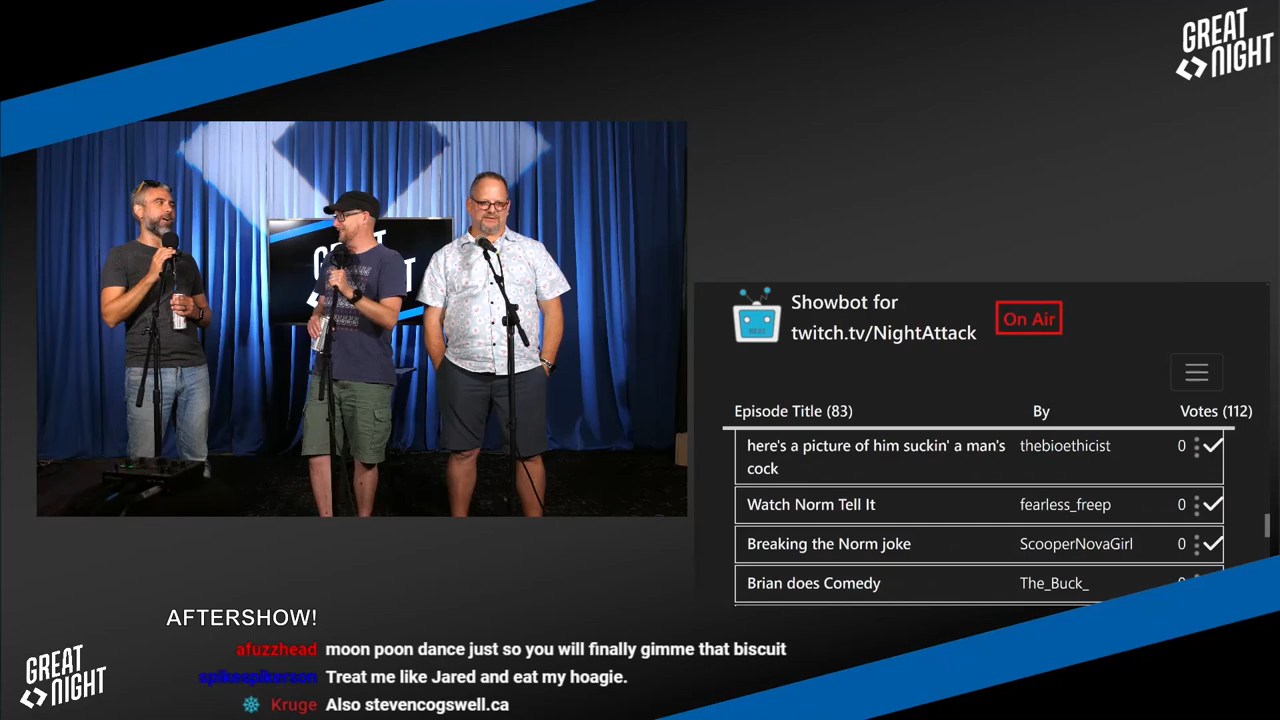 GREAT
NIGHT
GREAT
NIGHT
Showbot for
twitch.tv/NightAttack
On Air
Episode Title (83) By Votes (112)
here's a picture of him suckin' a man's cock thebioethicist 0
Watch Norm Tell It fearless_freep 0
Breaking the Norm joke ScooperNovaGirl 0
Brian does Comedy The_Buck_
AFTERSHOW!
afuzzhead moon poon dance just so you will finally gimme that biscuit
spikespikerson Treat me like Jared and eat my hoagie.
Kruge Also stevencogswell.ca
GREAT
NIGHT